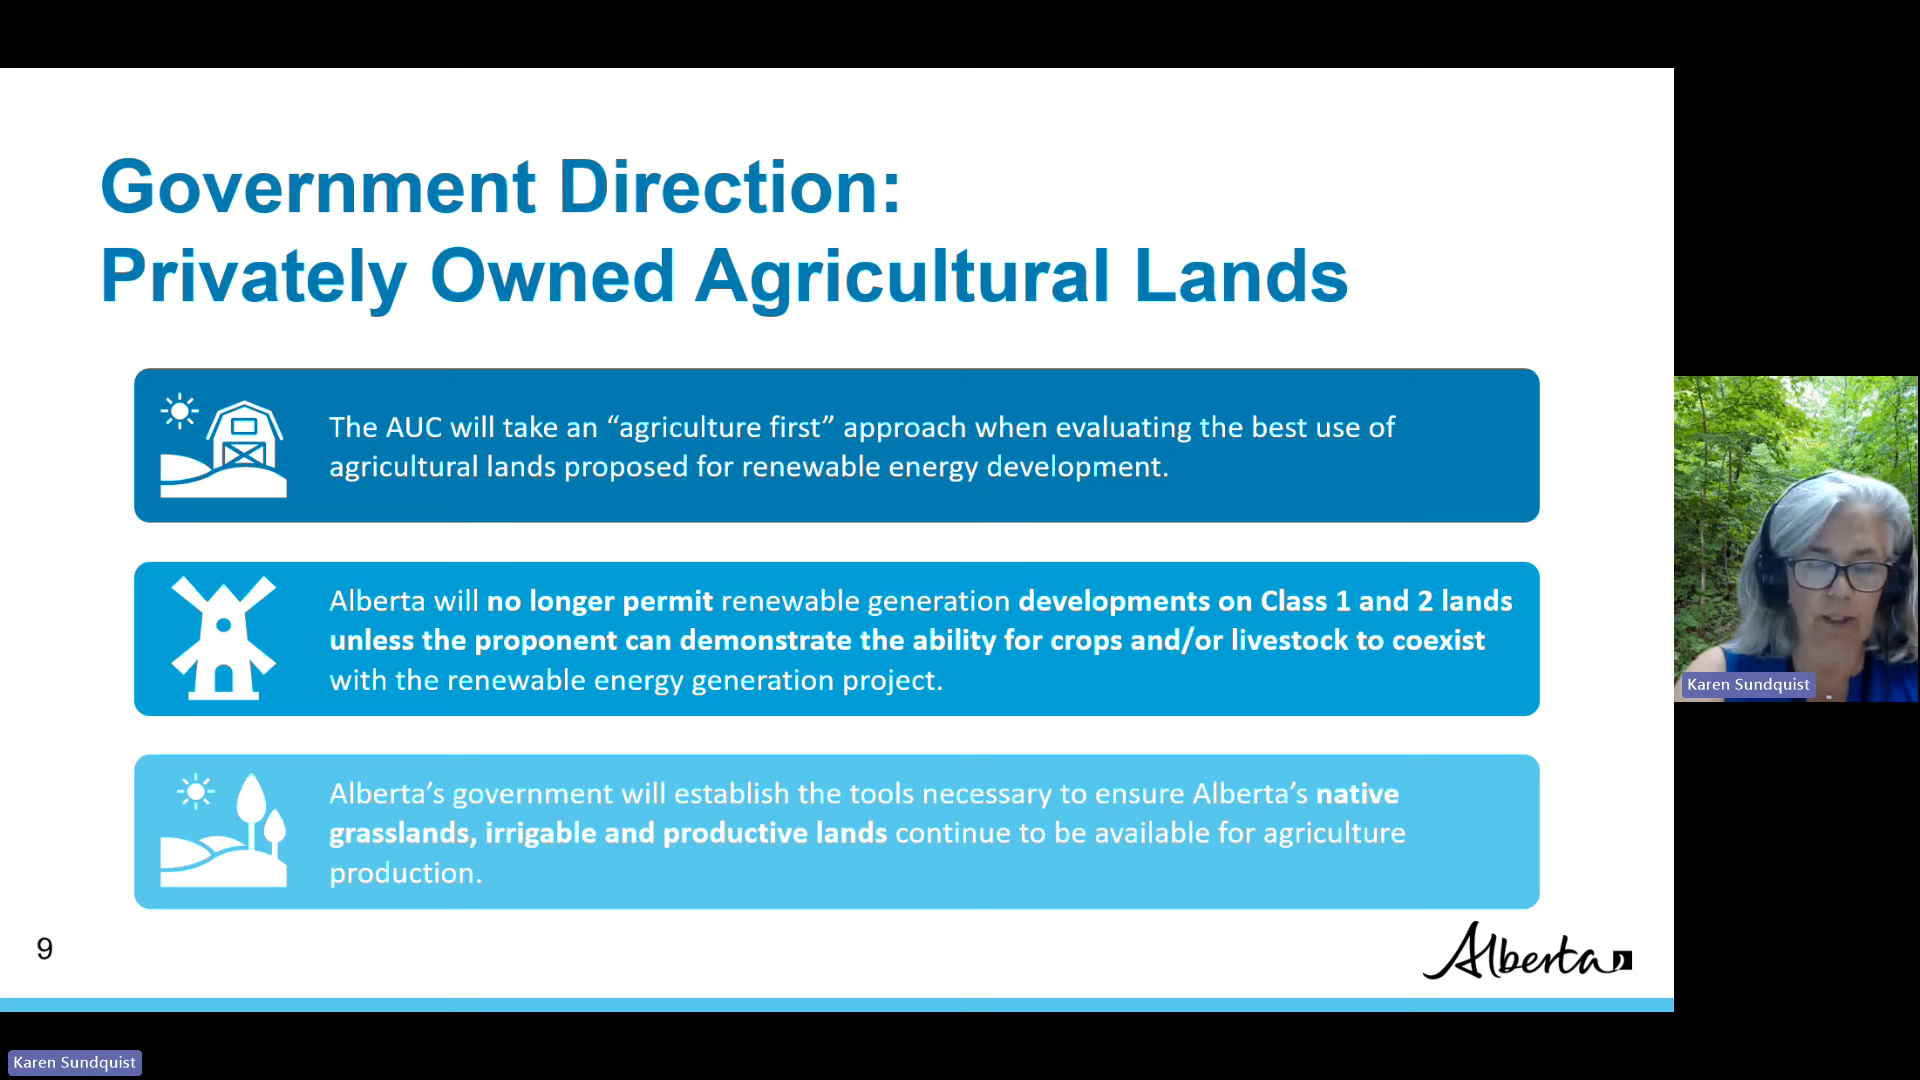 Government Direction:
Privately Owned Agricultural Lands
The AUC will take an “agriculture first” approach when evaluating the best use of
agricultural lands proposed for renewable energy development.
Alberta will no longer permit renewable generation developments on Class 1 and 2 lands
unless the proponent can demonstrate the ability for crops and/or livestock to coexist
with the renewable energy generation project.
Alberta’s government will establish the tools necessary to ensure Alberta’s native
grasslands, irrigable and productive lands continue to be available for agriculture
production.
9
Alberta
Karen Sundquist
Karen Sundquist